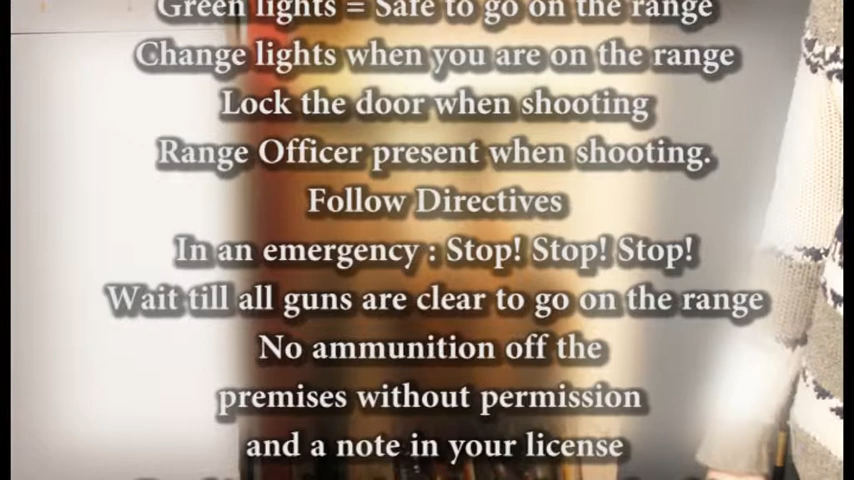 Green lights = Safe to go on the range
Change lights when you are on the range
Lock the door when shooting
Range Officer present when shooting.
Follow Directives
In an emergency : Stop! Stop! Stop!
Wait till all guns are clear to go on the range
No ammunition off the
premises without permission
and a note in your license